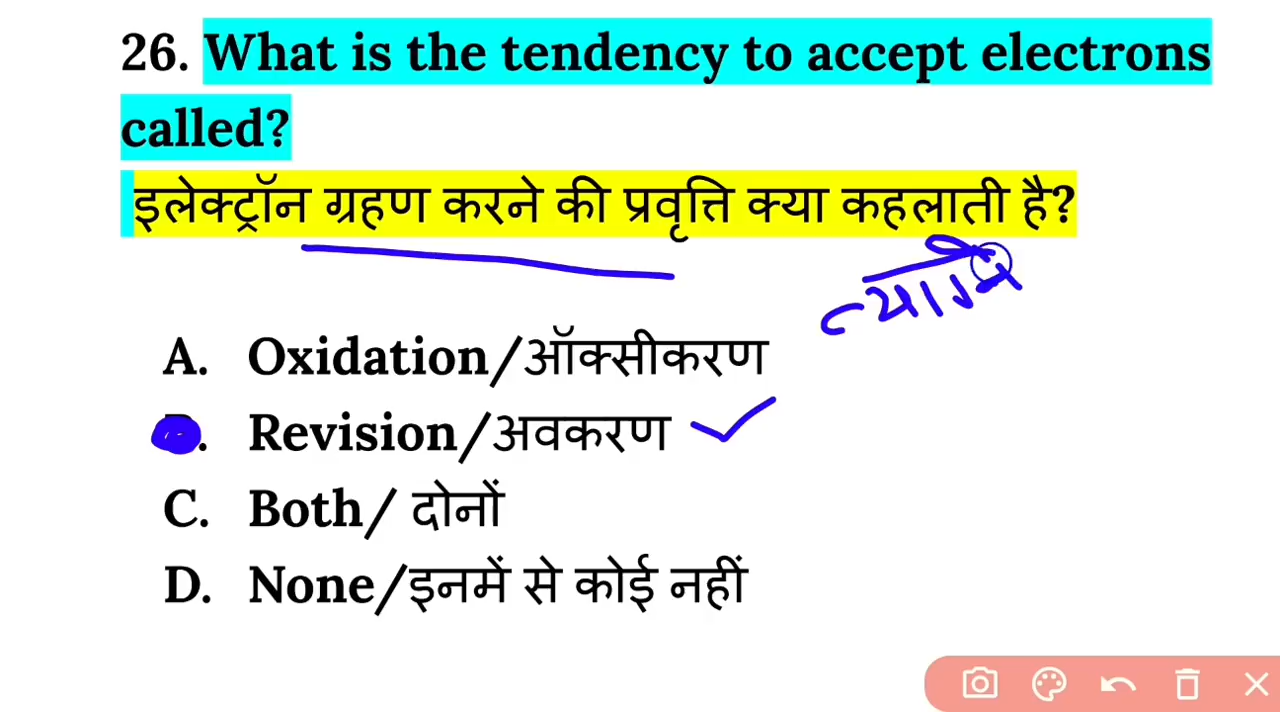 26. What is the tendency to accept electrons
called?
इलेक्ट्रॉन ग्रहण करने की प्रवृत्ति क्या कहलाती है?
A. Oxidation/ऑक्सीकरण
B. Revision/अवकरण
C. Both/ दोनों
D. None/इनमें से कोई नहीं